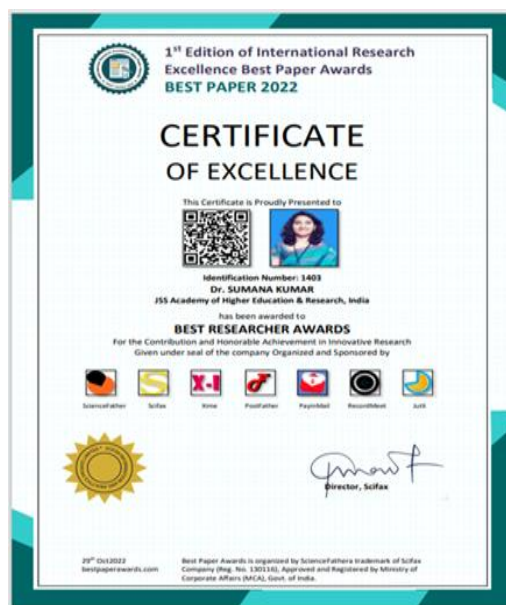 1st Edition of International Research
Excellence Best Paper Awards
BEST PAPER 2022
CERTIFICATE
OF EXCELLENCE
This Certificate is Proudly Presented to
Identification Number: 1403
Dr. SUMANA KUMAR
JSS Academy of Higher Education & Research, India
has been awarded to
BEST RESEARCHER AWARDS
For the Contribution and Honorable Achievement in Innovative Research
Given under seal of the company Organized and Sponsored by
ScienceFather Scifax Xime PostFather PayinMail RecordMeet
Director, Scifax
29th Oct2022
bestpaperawards.com
Best Paper Awards is organized by ScienceFathera trademark of Scifax
Company (Reg. No. 130116), Approved and Registered by Ministry of
Corporate Affairs (MCA), Govt. of India.